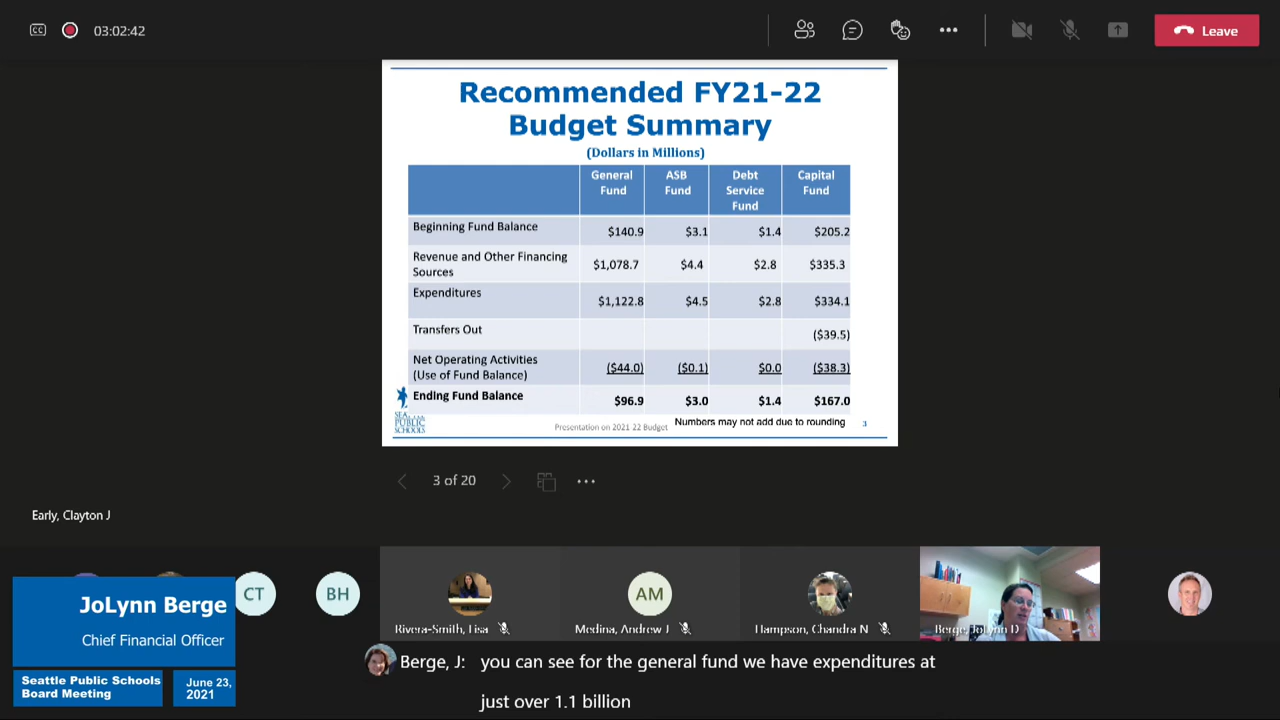 CC
03:02:42
Leave
Recommended FY21-22
Budget Summary
(Dollars in Millions)
General Fund ASB Fund Debt Service Fund Capital Fund
Beginning Fund Balance $140.9 $3.1 $1.4 $205.2
Revenue and Other Financing Sources $1,078.7 $4.4 $2.8 $335.3
Expenditures $1,122.8 $4.5 $2.8 $334.1
Transfers Out ($39.5)
Net Operating Activities (Use of Fund Balance) ($44.0) ($0.1) $0.0 ($38.3)
Ending Fund Balance $96.9 $3.0 $1.4 $167.0
PUBLIC
SCHOOLS
Presentation on 2021-22 Budget Numbers may not add due to rounding 3
3 of 20
Early, Clayton J
CT
BH
Rivera-Smith, Lisa
AM
Medina, Andrew J
Hampson, Chandra N
Berge, JoLynn D
JoLynn Berge
Chief Financial Officer
Seattle Public Schools
Board Meeting
June 23,
2021
Berge, J: you can see for the general fund we have expenditures at
just over 1.1 billion